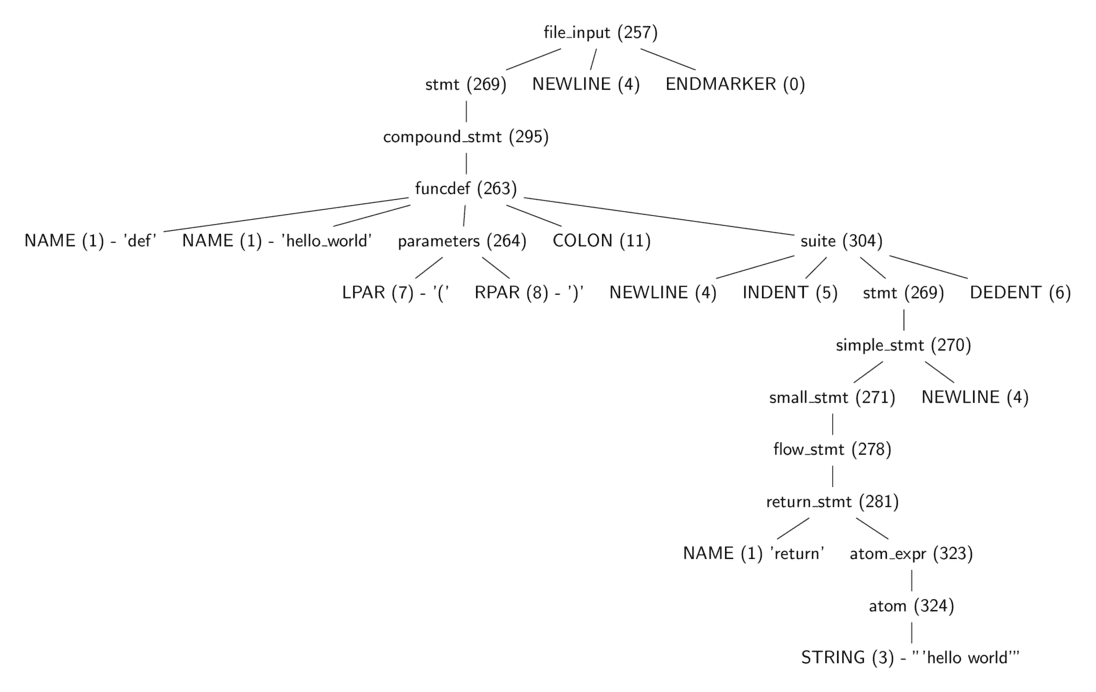 file_input (257)
stmt (269) NEWLINE (4) ENDMARKER (0)
compound_stmt (295)
funcdef (263)
NAME (1) - 'def' NAME (1) - 'hello_world' parameters (264) COLON (11) suite (304)
LPAR (7) - '(' RPAR (8) - ')' NEWLINE (4) INDENT (5) stmt (269) DEDENT (6)
simple_stmt (270)
small_stmt (271) NEWLINE (4)
flow_stmt (278)
return_stmt (281)
NAME (1) 'return' atom_expr (323)
atom (324)
STRING (3) - "'hello world'"